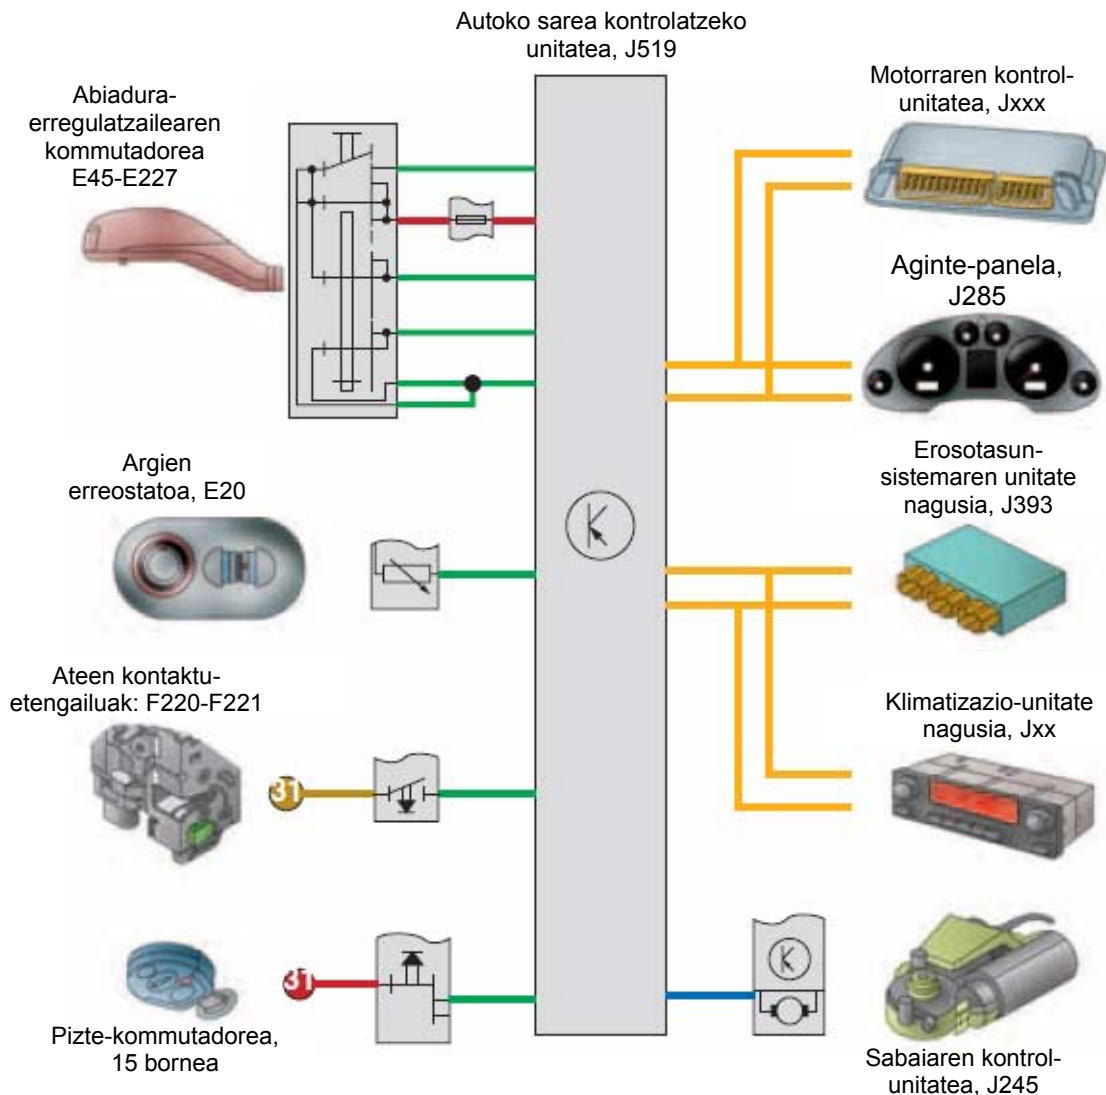 Autoko sarea kontrolatzeko
unitatea, J519
Abiadura-
erregulatzailearen
kommutadorea
E45-E227
Motorraren kontrol-
unitatea, Jxxx
Aginte-panela,
J285
Argien
erreostatoa, E20
Erosotasun-
sistemaren unitate
nagusia, J393
Ateen kontaktu-
etengailuak: F220-F221
31
Klimatizazio-unitate
nagusia, Jxx
31
Pizte-kommutadorea,
15 bornea
Sabaiaren kontrol-
unitatea, J245